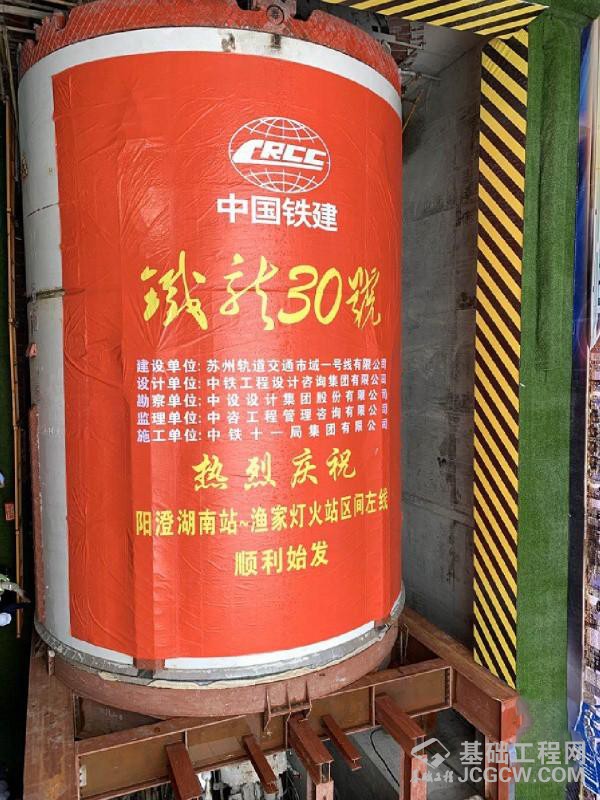 CRCC
中国铁建
鐵龙30號
建设单位: 苏州轨道交通市域一号线有限公司
设计单位: 中铁工程设计咨询集团有限公司
勘察单位: 中设设计集团股份有限公司
监理单位: 中咨工程管理咨询有限公司
施工单位: 中铁十一局集团有限公司
热烈庆祝
阳澄湖南站~渔家灯火站区间左线
顺利始发
基础工程网
JCGCW.COM